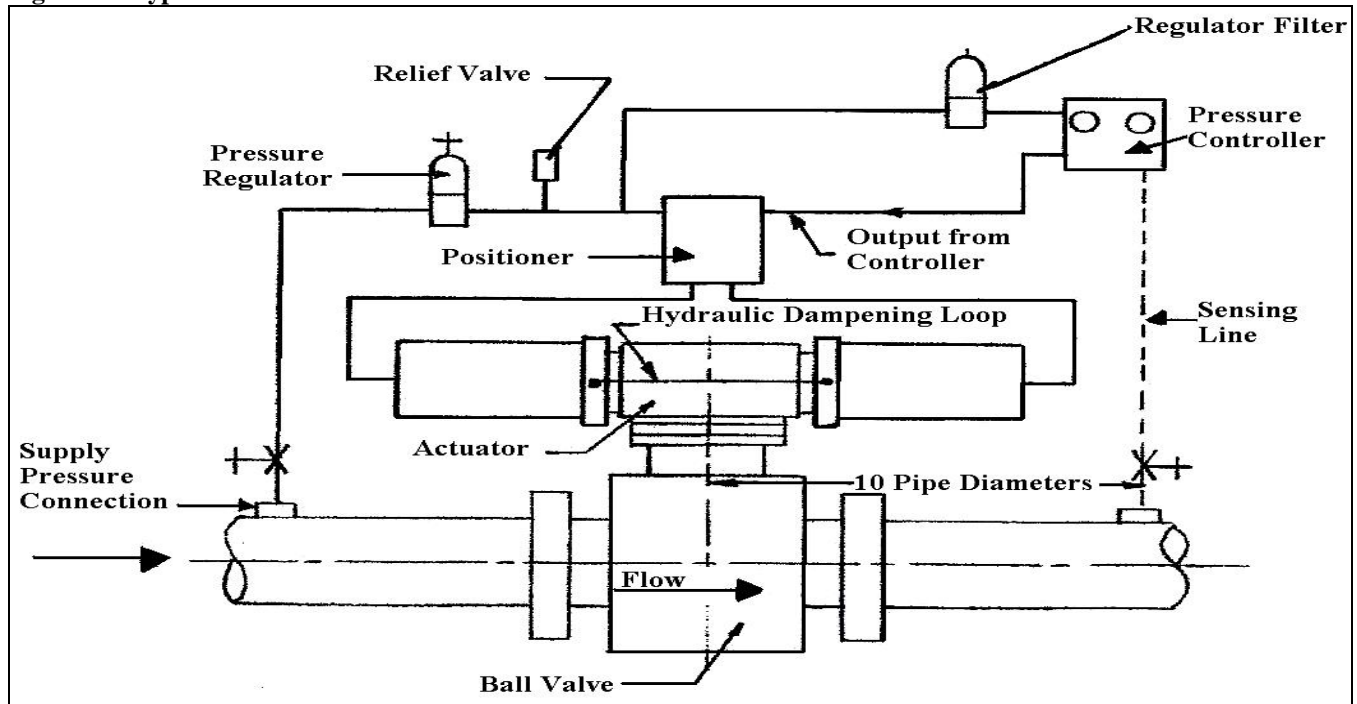 Regulator Filter
Relief Valve
Pressure
Controller
Pressure
Regulator
Output from
Controller
Positioner
Hydraulic Dampening Loop
Sensing
Line
Actuator
Supply
Pressure
Connection
10 Pipe Diameters
Flow
Ball Valve